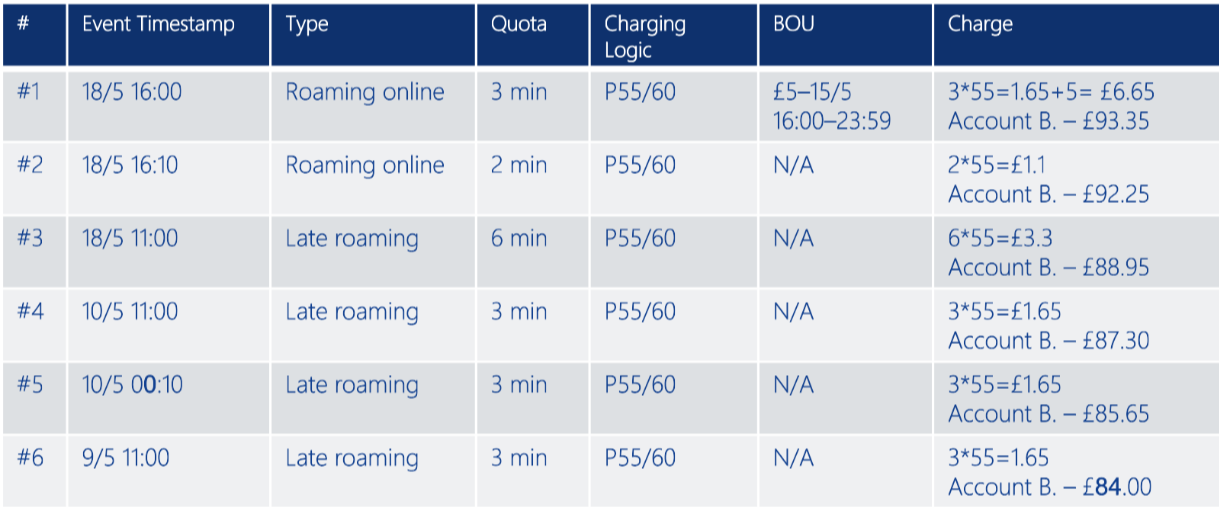 # Event Timestamp Type Quota Charging Logic BOU Charge
#1 18/5 16:00 Roaming online 3 min P55/60 £5–15/5 3*55=1.65+5= £6.65
16:00–23:59 Account B. – £93.35
#2 18/5 16:10 Roaming online 2 min P55/60 N/A 2*55=£1.1
Account B. – £92.25
#3 18/5 11:00 Late roaming 6 min P55/60 N/A 6*55=£3.3
Account B. – £88.95
#4 10/5 11:00 Late roaming 3 min P55/60 N/A 3*55=£1.65
Account B. – £87.30
#5 10/5 00:10 Late roaming 3 min P55/60 N/A 3*55=£1.65
Account B. – £85.65
#6 9/5 11:00 Late roaming 3 min P55/60 N/A 3*55=1.65
Account B. – £84.00